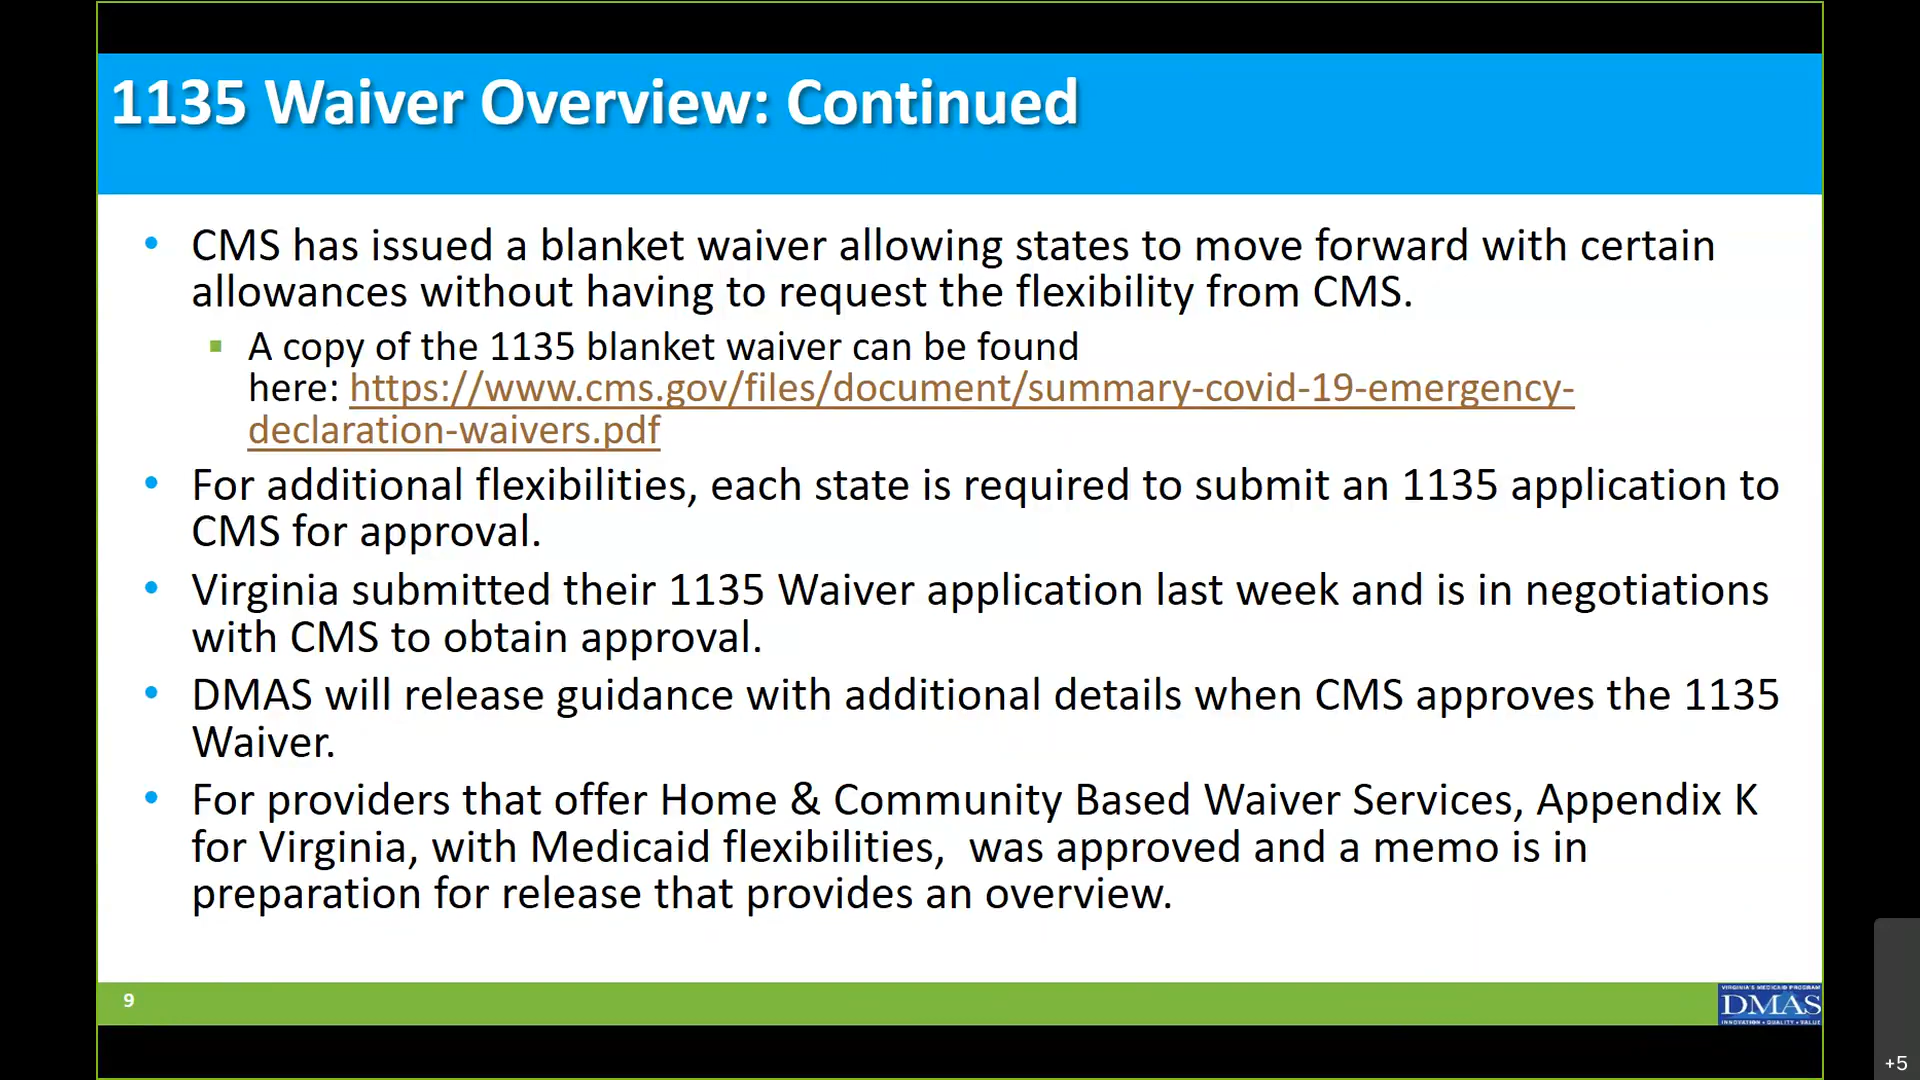 1135 Waiver Overview: Continued
• CMS has issued a blanket waiver allowing states to move forward with certain
allowances without having to request the flexibility from CMS.
▪ A copy of the 1135 blanket waiver can be found
here: https://www.cms.gov/files/document/summary-covid-19-emergency-
declaration-waivers.pdf
• For additional flexibilities, each state is required to submit an 1135 application to
CMS for approval.
• Virginia submitted their 1135 Waiver application last week and is in negotiations
with CMS to obtain approval.
• DMAS will release guidance with additional details when CMS approves the 1135
Waiver.
• For providers that offer Home & Community Based Waiver Services, Appendix K
for Virginia, with Medicaid flexibilities,  was approved and a memo is in
preparation for release that provides an overview.
9
VIRGINIA'S MEDICAID PROGRAM
DMAS
INNOVATION • QUALITY • VALUE
+5